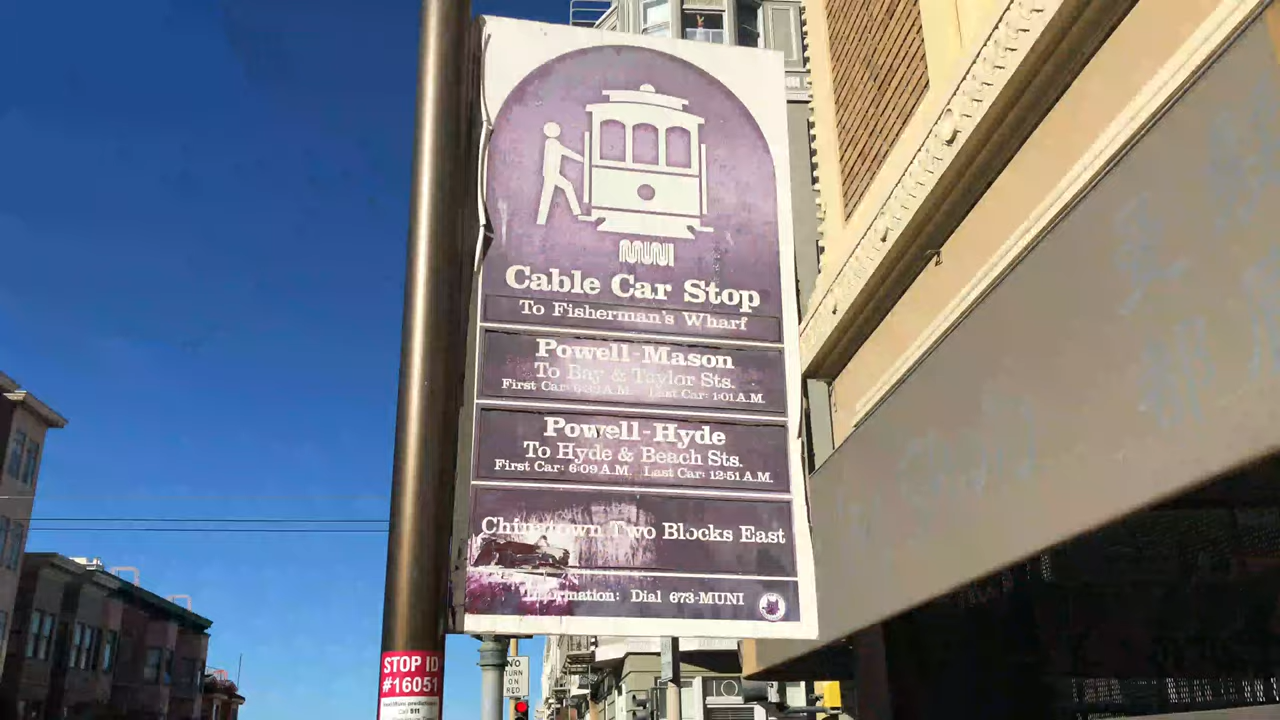 MUNI
Cable Car Stop
To Fisherman's Wharf
Powell-Mason
To Bay & Taylor Sts.
First Car: A.M. Last Car: 1:01 A.M.
Powell-Hyde
To Hyde & Beach Sts.
First Car: 6:09 A.M. Last Car: 12:51 A.M.
Chinatown Two Blocks East
Information: Dial 673-MUNI
STOP ID
#16051
Call 511
NO
TURN
ON
RED